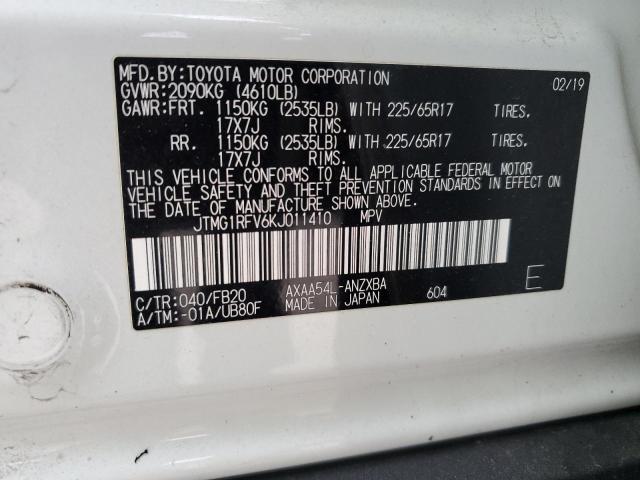 MFD.BY:TOYOTA MOTOR CORPORATION 02/19
GVWR:2090KG (4610LB)
GAWR:FRT. 1150KG (2535LB) WITH 225/65R17 TIRES.
17X7J RIMS.
RR. 1150KG (2535LB) WITH 225/65R17 TIRES.
17X7J RIMS.
THIS VEHICLE CONFORMS TO ALL APPLICABLE FEDERAL MOTOR
VEHICLE SAFETY AND THEFT PREVENTION STANDARDS IN EFFECT ON
THE DATE OF MANUFACTURE SHOWN ABOVE.
JTMG1RFV6KJ011410 MPV
C/TR:040/FB20 AXAA54L-ANZXBA 604 E
A/TM:-01A/UB80F MADE IN JAPAN